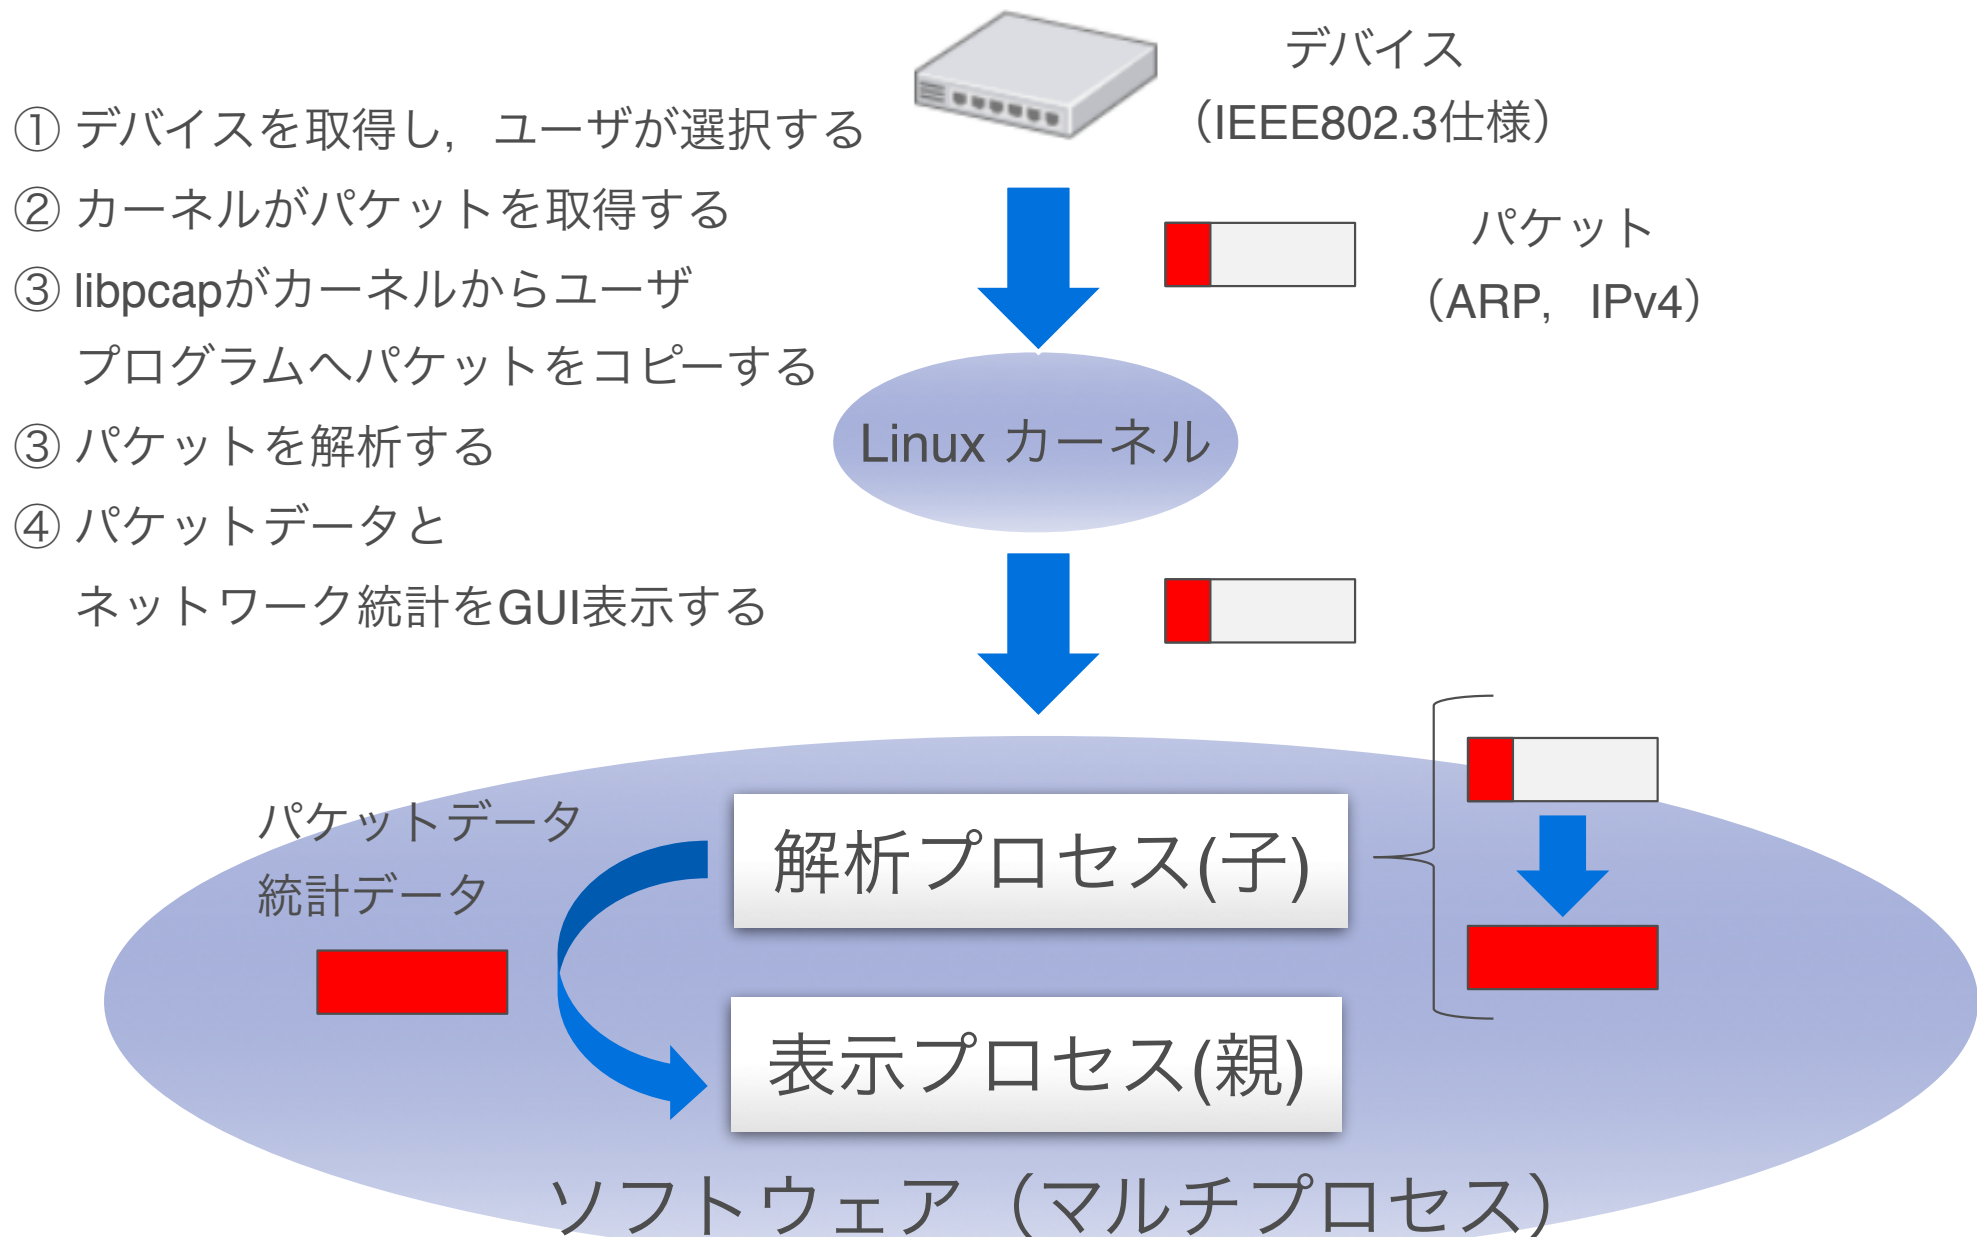 ① デバイスを取得し，ユーザが選択する
② カーネルがパケットを取得する
③ libpcapがカーネルからユーザ
プログラムへパケットをコピーする
③ パケットを解析する
④ パケットデータと
ネットワーク統計をGUI表示する
デバイス
（IEEE802.3仕様）
パケット
（ARP，IPv4）
Linux カーネル
パケットデータ
統計データ
解析プロセス(子)
表示プロセス(親)
ソフトウェア（マルチプロセス）